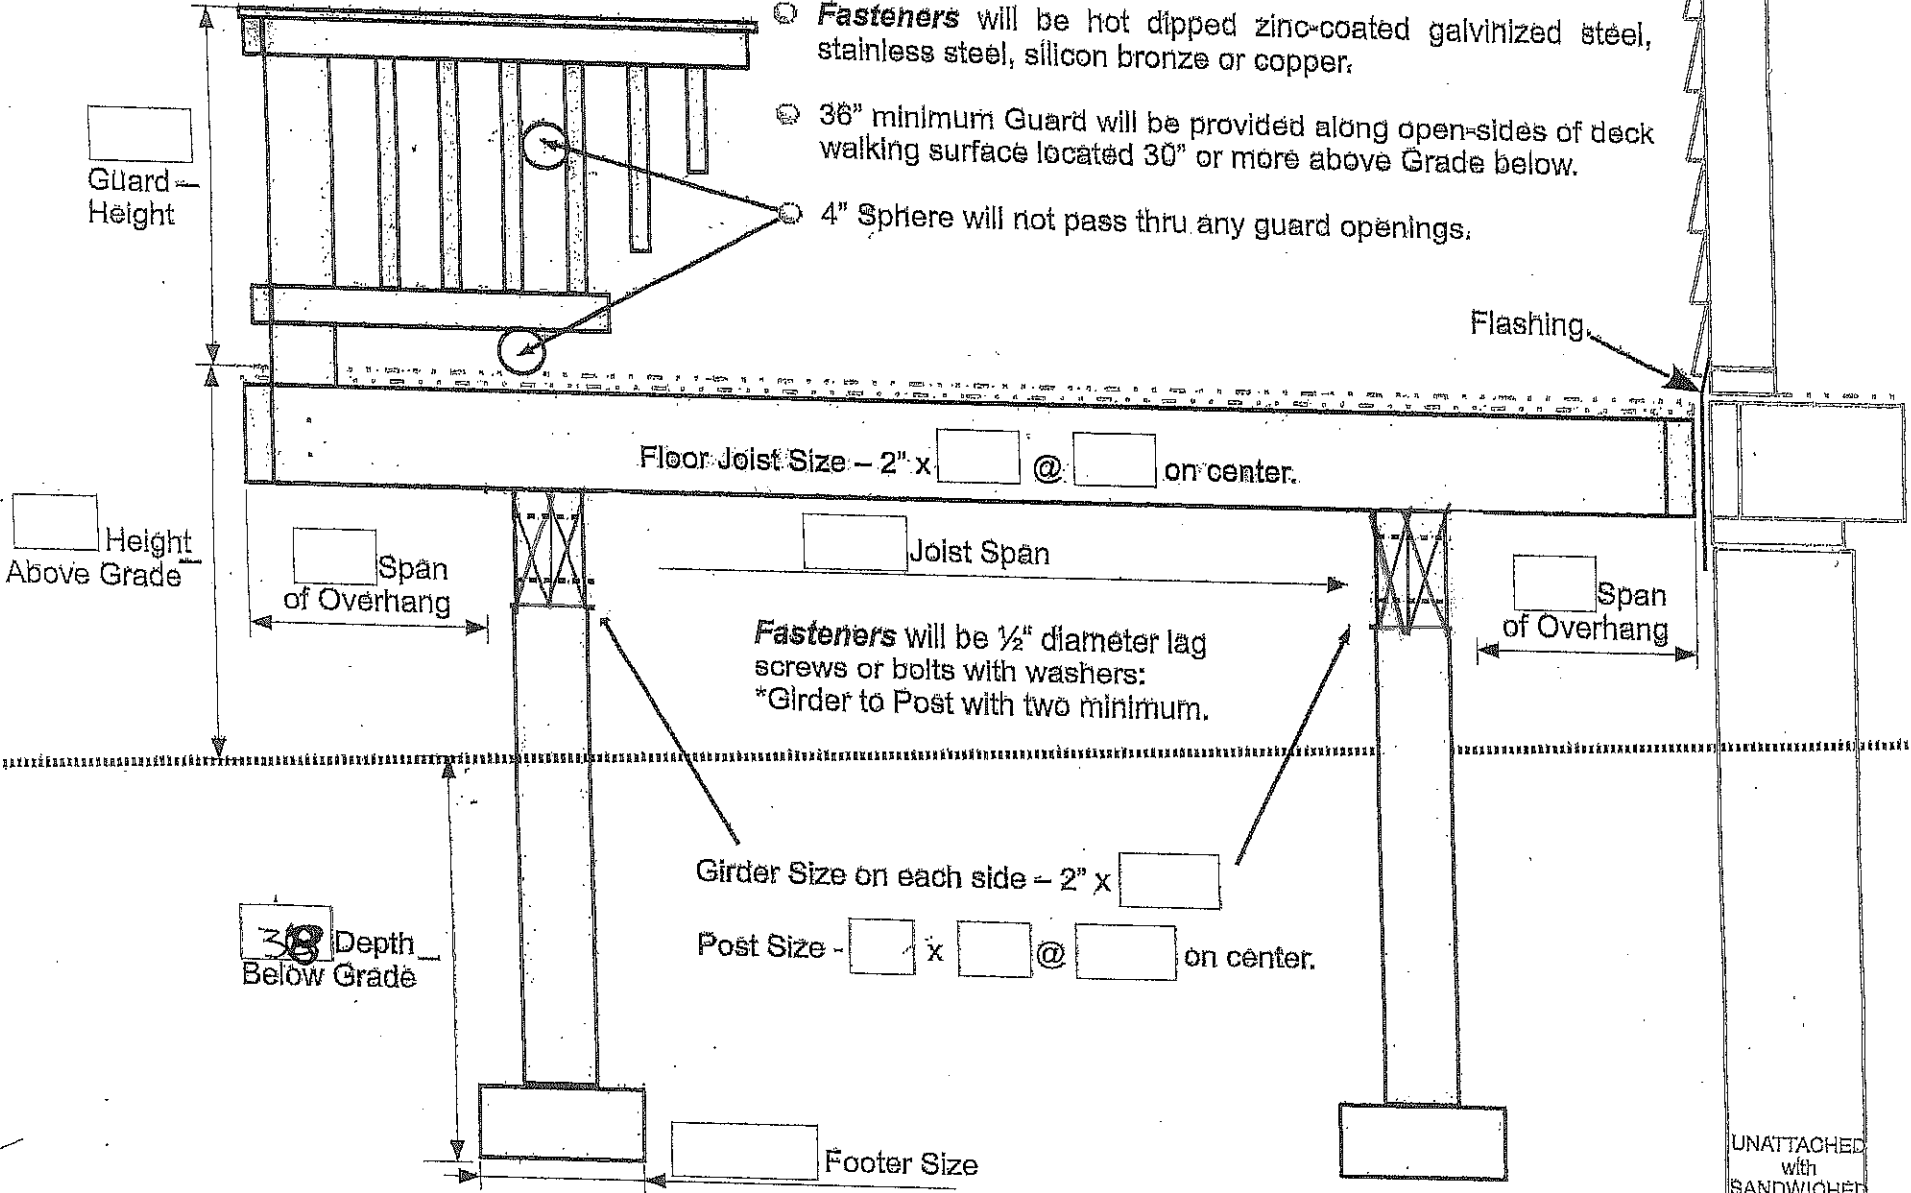 Fasteners will be hot dipped zinc-coated galvinized steel,
stainless steel, silicon bronze or copper.
36” minimum Guard will be provided along open-sides of deck
walking surface located 30” or more above Grade below.
4” Sphere will not pass thru any guard openings.
Guard
Height
Flashing
Floor Joist Size – 2” x @ on center.
Height
Above Grade
Span
of Overhang
Joist Span
Span
of Overhang
Fasteners will be ½“ diameter lag
screws or bolts with washers:
*Girder to Post with two minimum.
Girder Size on each side – 2” x
Post Size - x @ on center.
Depth
Below Grade
Footer Size
UNATTACHED
with
SANDWICHED